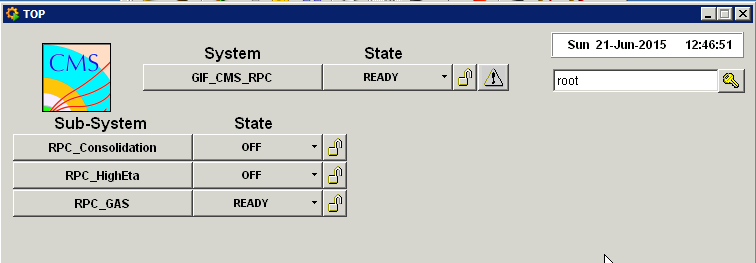 TOP
System State
Sun 21-Jun-2015 12:46:51
CMS
GIF_CMS_RPC READY
root
Sub-System State
RPC_Consolidation OFF
RPC_HighEta OFF
RPC_GAS READY